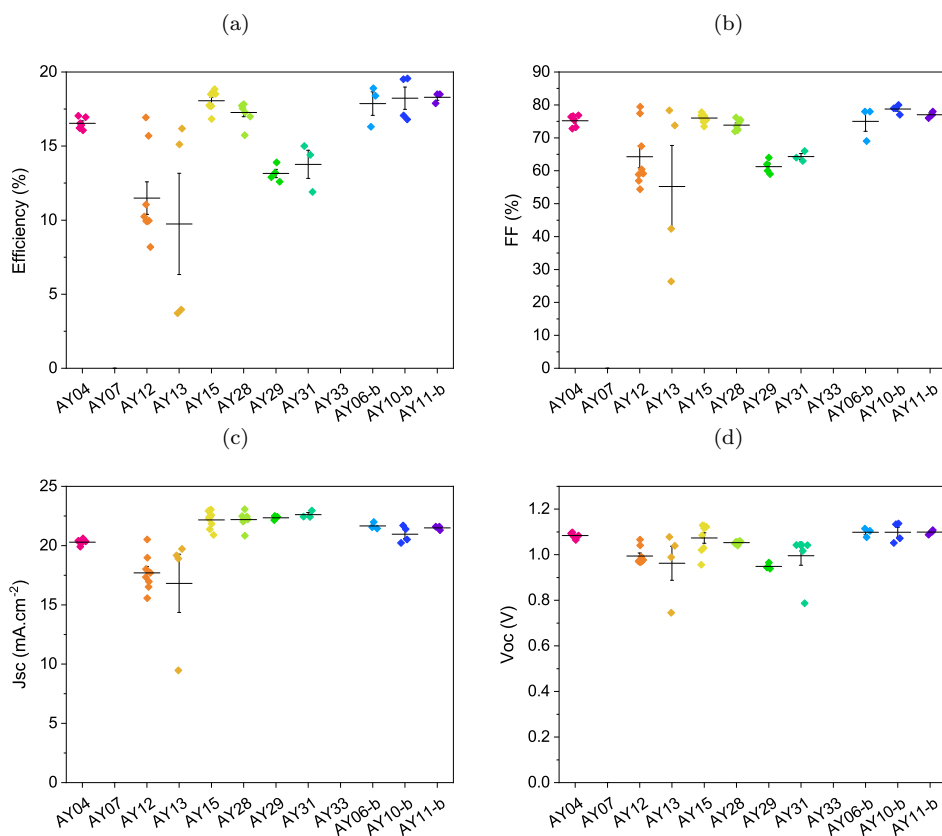 (a)
20
15
10
5
0
Efficiency (%)
AY04
AY07
AY12
AY13
AY15
AY28
AY29
AY31
AY33
AY06-b
AY10-b
AY11-b
(b)
90
80
70
60
50
40
30
20
10
0
FF (%)
AY04
AY07
AY12
AY13
AY15
AY28
AY29
AY31
AY33
AY06-b
AY10-b
AY11-b
(c)
25
20
15
10
5
0
Jsc (mA.cm⁻²)
AY04
AY07
AY12
AY13
AY15
AY28
AY29
AY31
AY33
AY06-b
AY10-b
AY11-b
(d)
1.2
1.0
0.8
0.6
0.4
0.2
0.0
Voc (V)
AY04
AY07
AY12
AY13
AY15
AY28
AY29
AY31
AY33
AY06-b
AY10-b
AY11-b